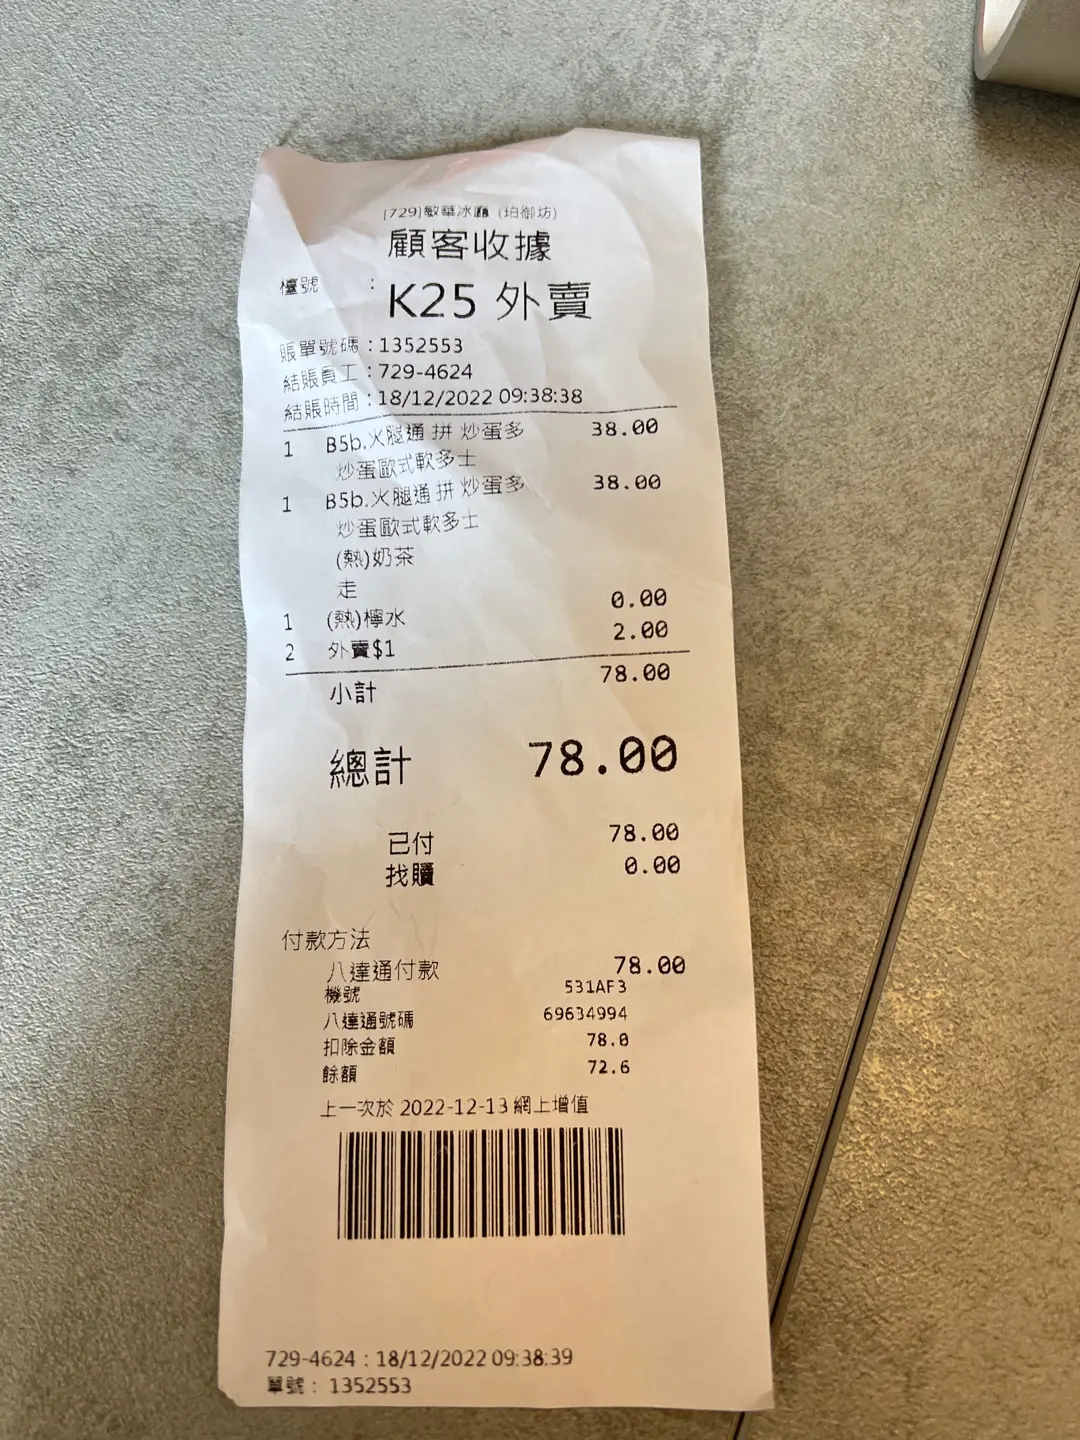 [729]敏華冰廳 (珀御坊)
顧客收據
檯號 : K25 外賣
賬單號碼 : 1352553
結賬員工 : 729-4624
結賬時間 : 18/12/2022 09:38:38
1 B5b.火腿通 拼 炒蛋多 38.00
炒蛋歐式軟多士
1 B5b.火腿通 拼 炒蛋多 38.00
炒蛋歐式軟多士
(熱)奶茶
走
1 (熱)檸水 0.00
2 外賣$1 2.00
小計 78.00
總計 78.00
已付 78.00
找贖 0.00
付款方法
八達通付款 78.00
機號 531AF3
八達通號碼 69634994
扣除金額 78.0
餘額 72.6
上一次於 2022-12-13 網上增值
729-4624 : 18/12/2022 09:38:39
單號 : 1352553